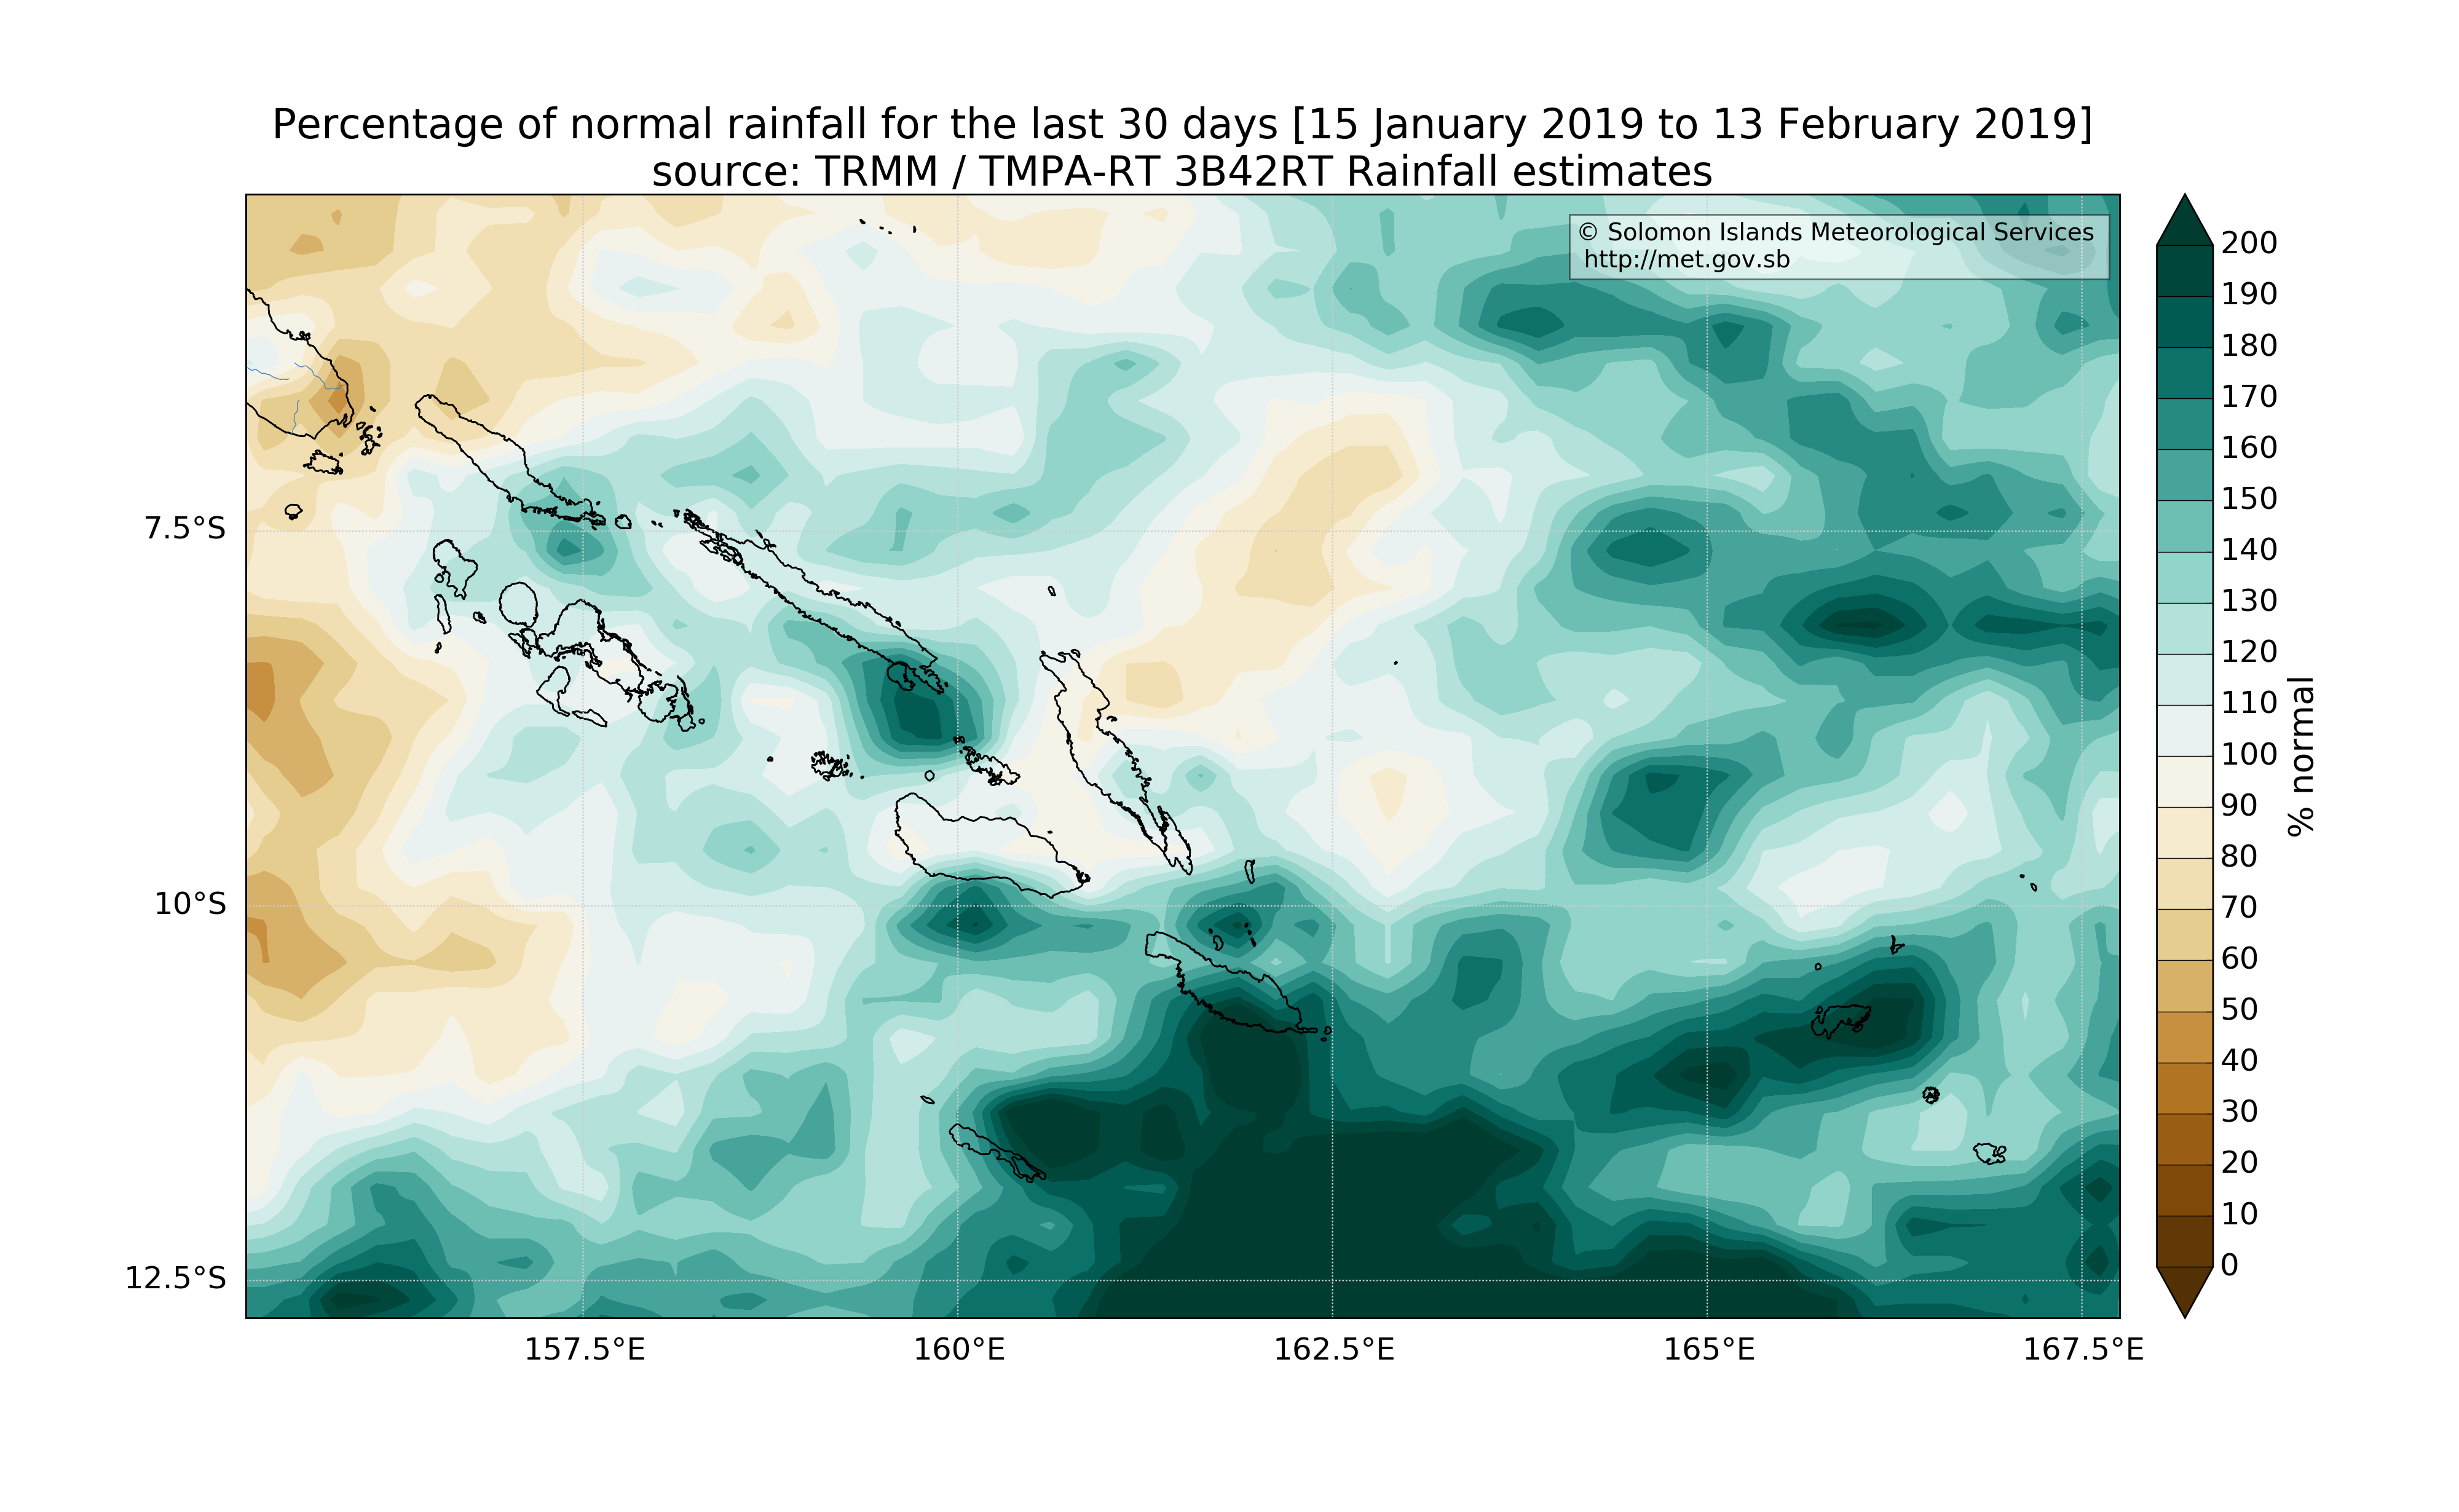 Percentage of normal rainfall for the last 30 days [15 January 2019 to 13 February 2019]
source: TRMM / TMPA-RT 3B42RT Rainfall estimates
© Solomon Islands Meteorological Services
http://met.gov.sb
7.5°S
10°S
12.5°S
157.5°E
160°E
162.5°E
165°E
167.5°E
200
190
180
170
160
150
140
130
120
110
100
90
80
70
60
50
40
30
20
10
0
% normal